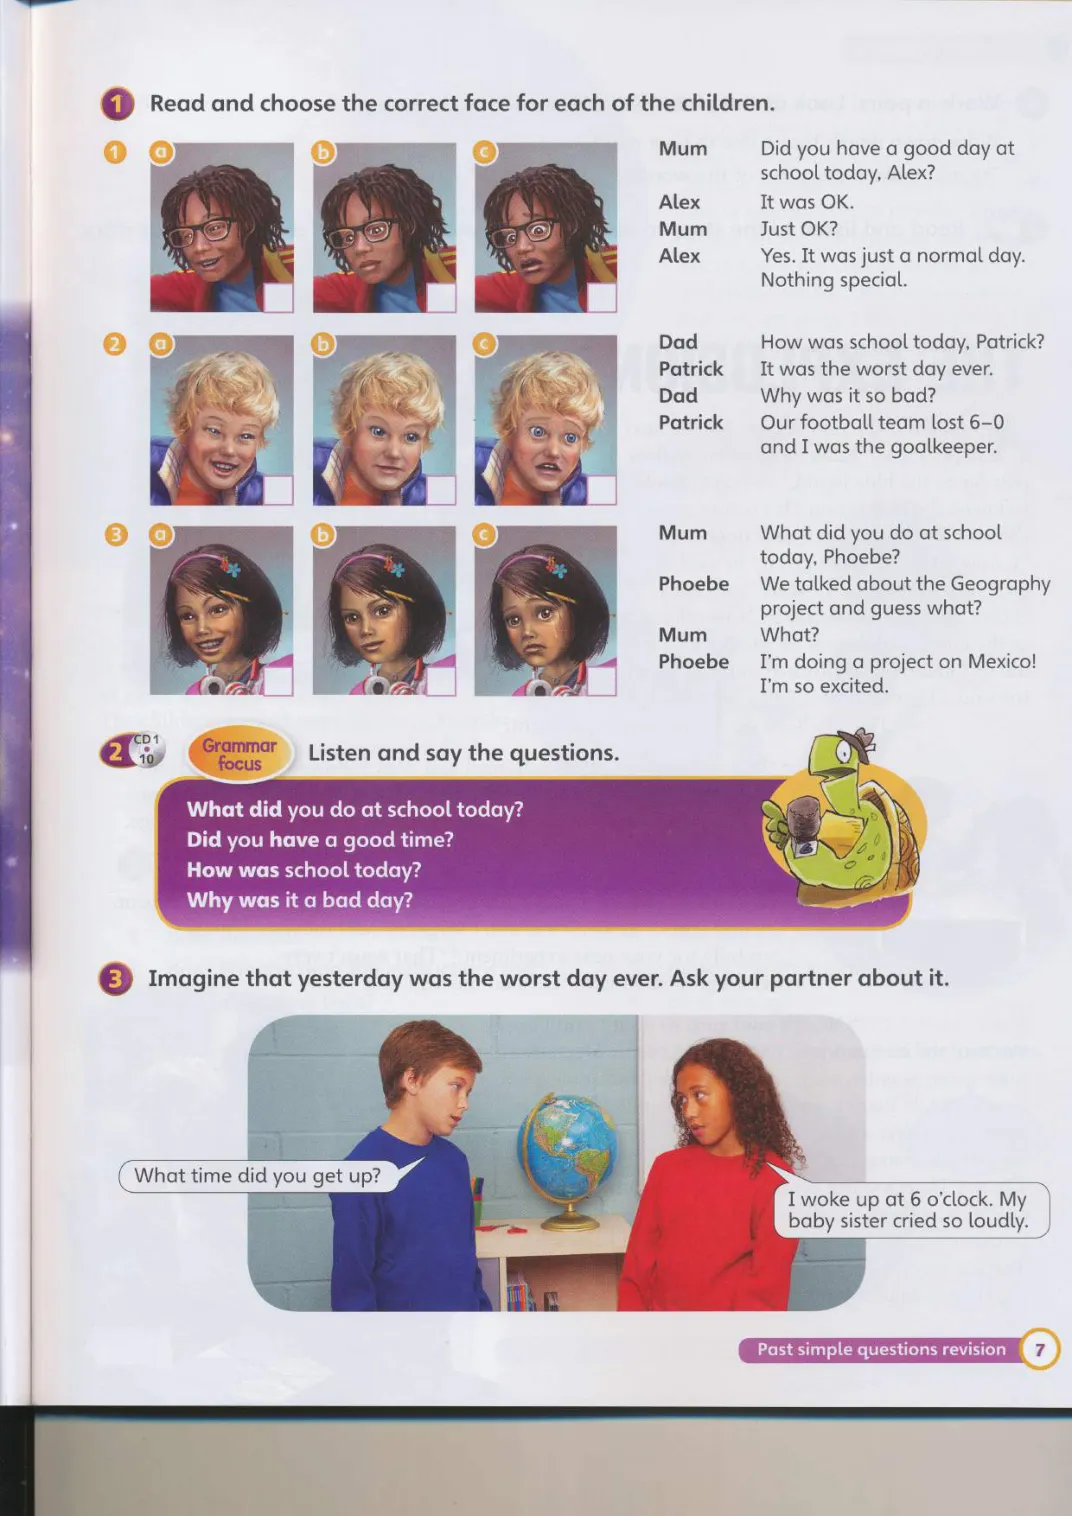 1 Read and choose the correct face for each of the children.
1 a b c
Mum Did you have a good day at
school today, Alex?
Alex It was OK.
Mum Just OK?
Alex Yes. It was just a normal day.
Nothing special.
2 a b c
Dad How was school today, Patrick?
Patrick It was the worst day ever.
Dad Why was it so bad?
Patrick Our football team lost 6–0
and I was the goalkeeper.
3 a b c
Mum What did you do at school
today, Phoebe?
Phoebe We talked about the Geography
project and guess what?
Mum What?
Phoebe I'm doing a project on Mexico!
I'm so excited.
2 CD1 10 Grammar focus Listen and say the questions.
What did you do at school today?
Did you have a good time?
How was school today?
Why was it a bad day?
3 Imagine that yesterday was the worst day ever. Ask your partner about it.
What time did you get up?
I woke up at 6 o'clock. My
baby sister cried so loudly.
Past simple questions revision 7